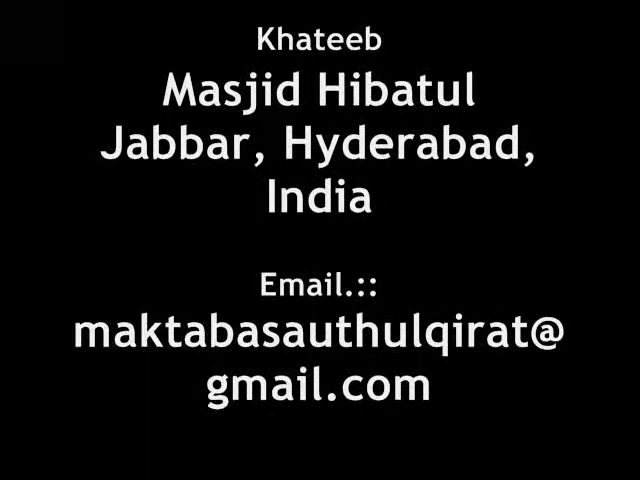 Khateeb
Masjid Hibatul
Jabbar, Hyderabad,
India
Email.::
maktabasauthulqirat@
gmail.com